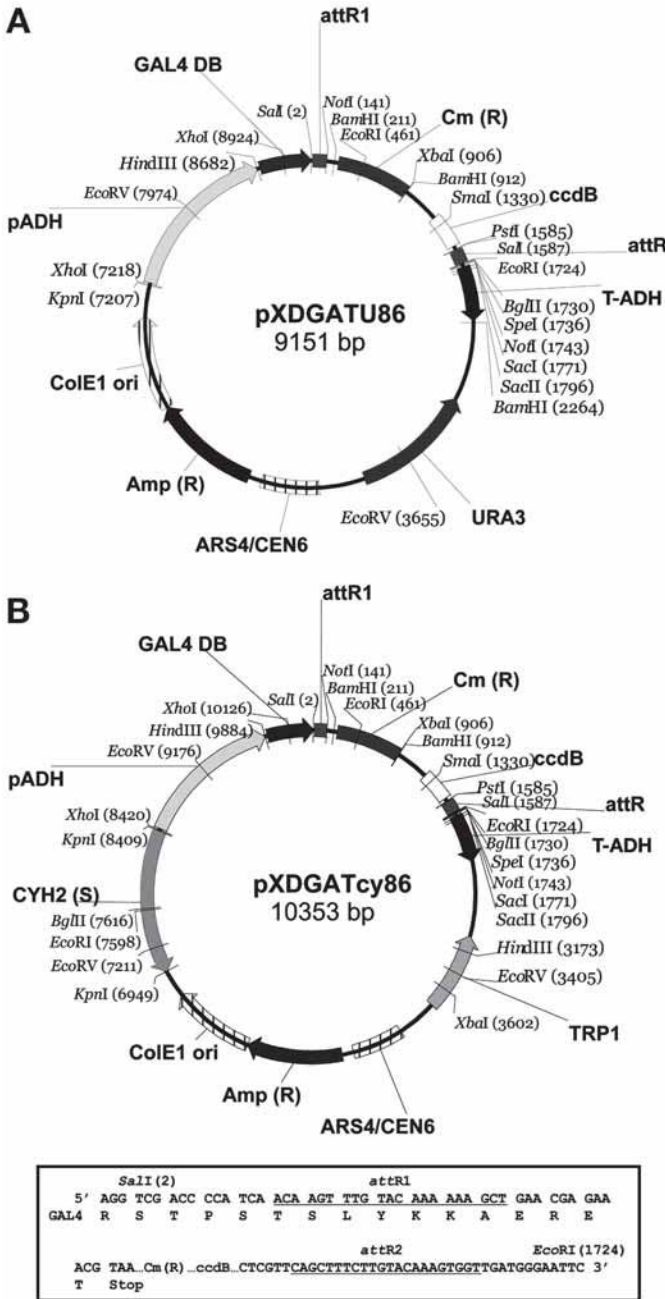 A
attR1
GAL4 DB
SalI (2)
NotI (141)
BamHI (211)
EcoRI (461)
Cm (R)
XhoI (8924)
HindIII (8682)
XbaI (906)
BamHI (912)
EcoRV (7974)
SmaI (1330)
ccdB
pADH
PstI (1585)
SalI (1587)
attR
EcoRI (1724)
XhoI (7218)
KpnI (7207)
T-ADH
BglII (1730)
SpeI (1736)
pXDGATU86
9151 bp
NotI (1743)
SacI (1771)
ColE1 ori
SacII (1796)
BamHI (2264)
Amp (R)
EcoRV (3655)
URA3
ARS4/CEN6
B
attR1
GAL4 DB
NotI (141)
SalI (2)
BamHI (211)
EcoRI (461)
Cm (R)
XhoI (10126)
HindIII (9884)
XbaI (906)
BamHI (912)
EcoRV (9176)
SmaI (1330)
ccdB
pADH
PstI (1585)
SalI (1587)
attR
XhoI (8420)
EcoRI (1724)
KpnI (8409)
BglII (1730)
T-ADH
SpeI (1736)
pXDGATcy86
10353 bp
NotI (1743)
CYH2 (S)
SacI (1771)
BglII (7616)
SacII (1796)
EcoRI (7598)
HindIII (3173)
EcoRV (7211)
EcoRV (3405)
KpnI (6949)
XbaI (3602)
TRP1
ColE1 ori
Amp (R)
ARS4/CEN6
SalI (2) attR1
5' AGG TCG ACC CCA TCA ACA AGT TTG TAC AAA AAA GCT GAA CGA GAA
GAL4 R S T P S T S L Y K K A E R E
attR2 EcoRI (1724)
ACG TAA…Cm(R) …ccdB…CTCGTTCAGCTTTCTTGTACAAAGTGGTTGATGGGAATTC 3'
T Stop